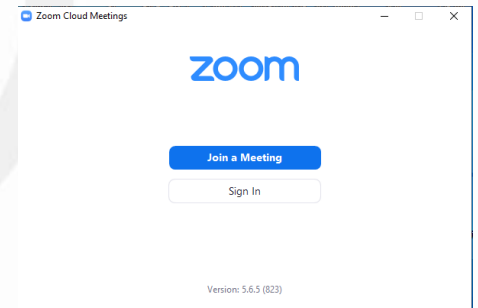 Zoom Cloud Meetings
zoom
Join a Meeting
Sign In
Version: 5.6.5 (823)